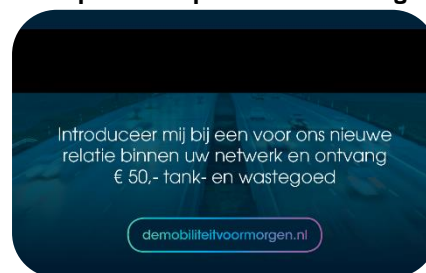 Introduceer mij bij een voor ons nieuwe
relatie binnen uw netwerk en ontvang
€ 50,- tank- en wastegoed
demobiliteitvoormorgen.nl